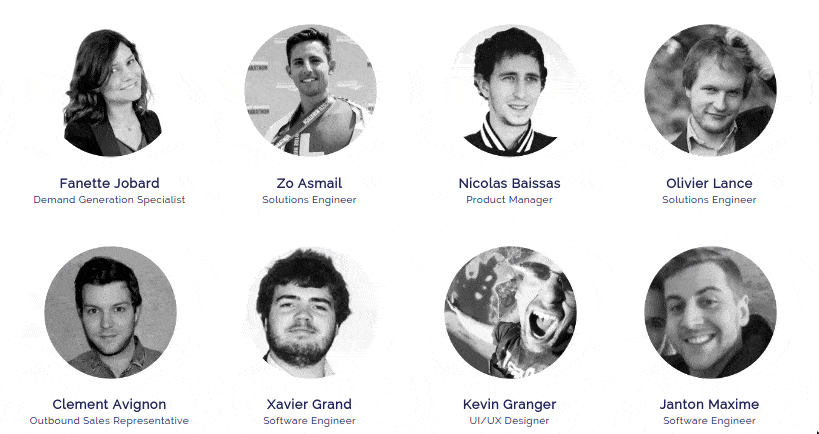 Fanette Jobard
Demand Generation Specialist
Zo Asmail
Solutions Engineer
Nicolas Baissas
Product Manager
Olivier Lance
Solutions Engineer
Clement Avignon
Outbound Sales Representative
Xavier Grand
Software Engineer
Kevin Granger
UI/UX Designer
Janton Maxime
Software Engineer